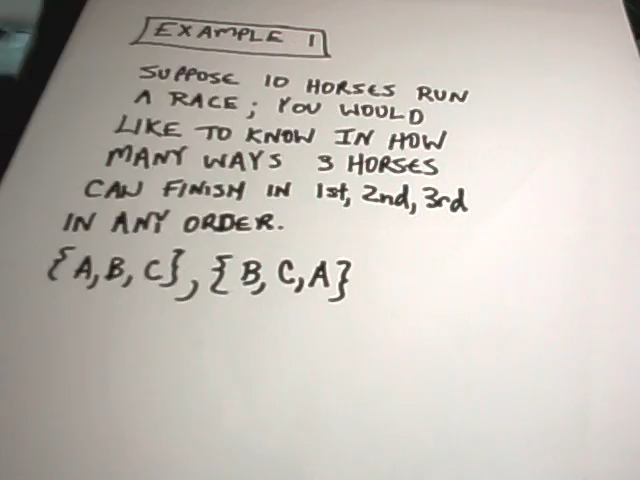 EXAMPLE 1
SUPPOSE 10 HORSES RUN
A RACE; YOU WOULD
LIKE TO KNOW IN HOW
MANY WAYS 3 HORSES
CAN FINISH IN 1st, 2nd, 3rd
IN ANY ORDER.
{A, B, C}, {B, C, A}